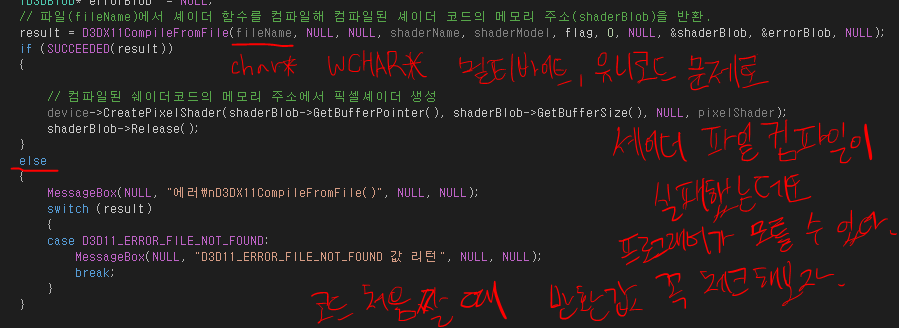 ID3DBlob* errorBlob = NULL;
// 파일(fileName)에서 셰이더 함수를 컴파일해 컴파일된 셰이더 코드의 메모리 주소(shaderBlob)을 반환.
result = D3DX11CompileFromFile(fileName, NULL, NULL, shaderName, shaderModel, flag, 0, NULL, &shaderBlob, &errorBlob, NULL);
if (SUCCEEDED(result))
char* WCHAR* 멀티바이트, 유니코드 문제로
{
// 컴파일된 쉐이더코드의 메모리 주소에서 픽셀셰이더 생성
device->CreatePixelShader(shaderBlob->GetBufferPointer(), shaderBlob->GetBufferSize(), NULL, pixelShader);
shaderBlob->Release();
}
셰이더 파일 컴파일이
else
{
MessageBox(NULL, "에러₩nD3DX11CompileFromFile()", NULL, NULL);
실패했는데도
switch (result)
{
프로그래머가 모를 수 있다.
case D3D11_ERROR_FILE_NOT_FOUND:
MessageBox(NULL, "D3D11_ERROR_FILE_NOT_FOUND 값 리턴", NULL, NULL);
break;
}
코드 처음 짤 때 반환값 꼭 체크해보자.
}